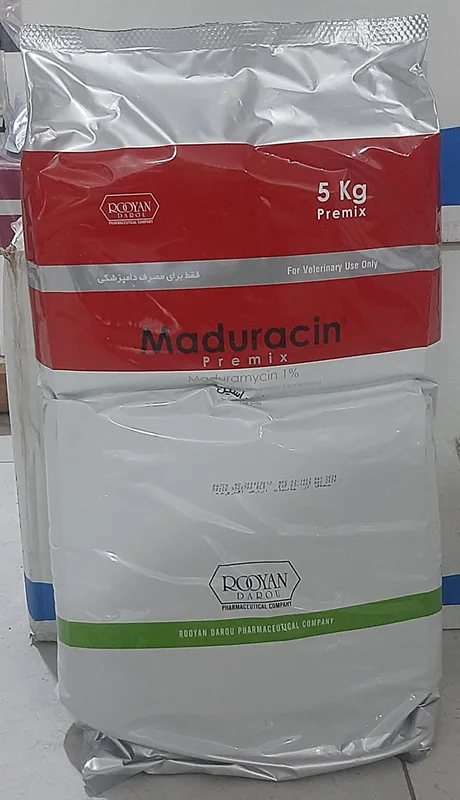 5 Kg
Premix
ROOYAN
DAROU
PHARMACEUTICAL COMPANY
For Veterinary Use Only
فقط برای مصرف دامپزشکی
Maduracin®
Premix
Maduramycin 1%
ROOYAN
DAROU
PHARMACEUTICAL COMPANY
ROOYAN DAROU PHARMACEUTICAL COMPANY